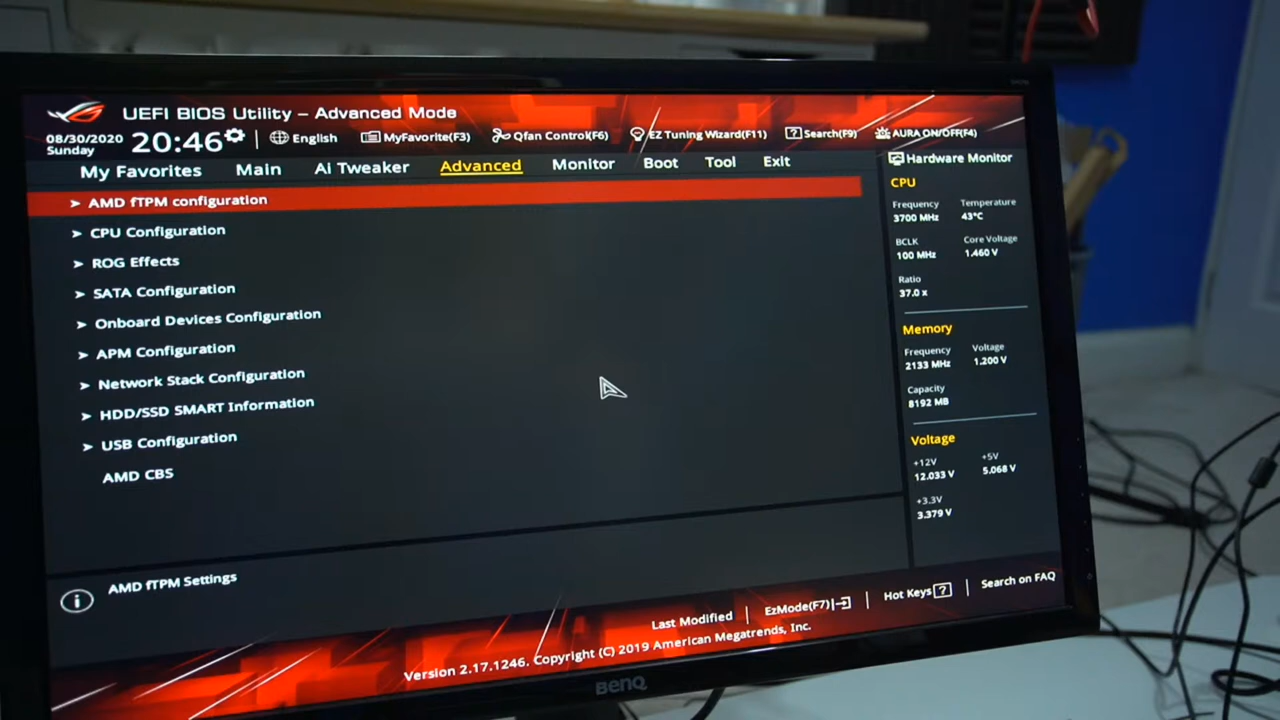 UEFI BIOS Utility – Advanced Mode
08/30/2020
Sunday
20:46
English
MyFavorite(F3)
Qfan Control(F6)
EZ Tuning Wizard(F11)
Search(F9)
AURA ON/OFF(F4)
My Favorites
Main
Ai Tweaker
Advanced
Monitor
Boot
Tool
Exit
AMD fTPM configuration
CPU Configuration
ROG Effects
SATA Configuration
Onboard Devices Configuration
APM Configuration
Network Stack Configuration
HDD/SSD SMART Information
USB Configuration
AMD CBS
Hardware Monitor
CPU
Frequency Temperature
3700 MHz 43°C
BCLK Core Voltage
100 MHz 1.460 V
Ratio
37.0 x
Memory
Frequency Voltage
2133 MHz 1.200 V
Capacity
8192 MB
Voltage
+12V +5V
12.033 V 5.068 V
+3.3V
3.379 V
AMD fTPM Settings
Last Modified
EzMode(F7)
Hot Keys ?
Search on FAQ
Version 2.17.1246. Copyright (C) 2019 American Megatrends, Inc.
BenQ